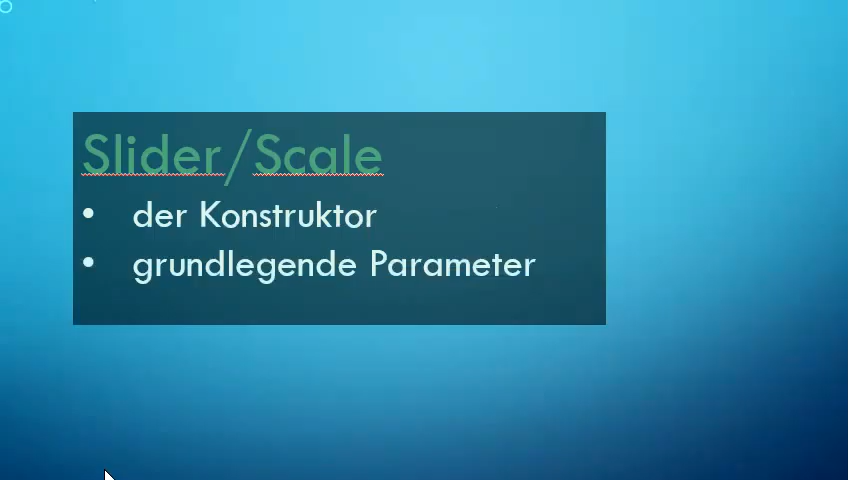 Slider/Scale
• der Konstruktor
• grundlegende Parameter